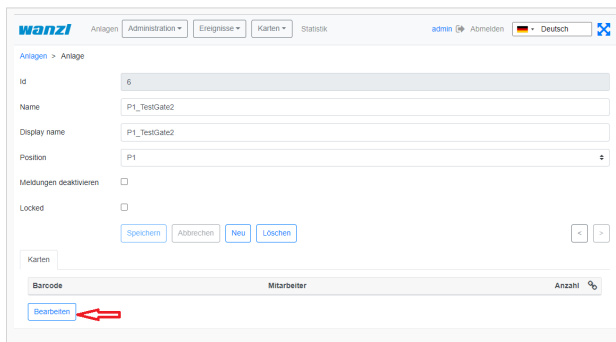 wanzl Anlagen Administration Ereignisse Karten Statistik admin Abmelden Deutsch
Anlagen > Anlage
Id 6
Name P1_TestGate2
Display name P1_TestGate2
Position P1
Meldungen deaktivieren
Locked
Speichern Abbrechen Neu Löschen < >
Karten
Barcode Mitarbeiter Anzahl
Bearbeiten